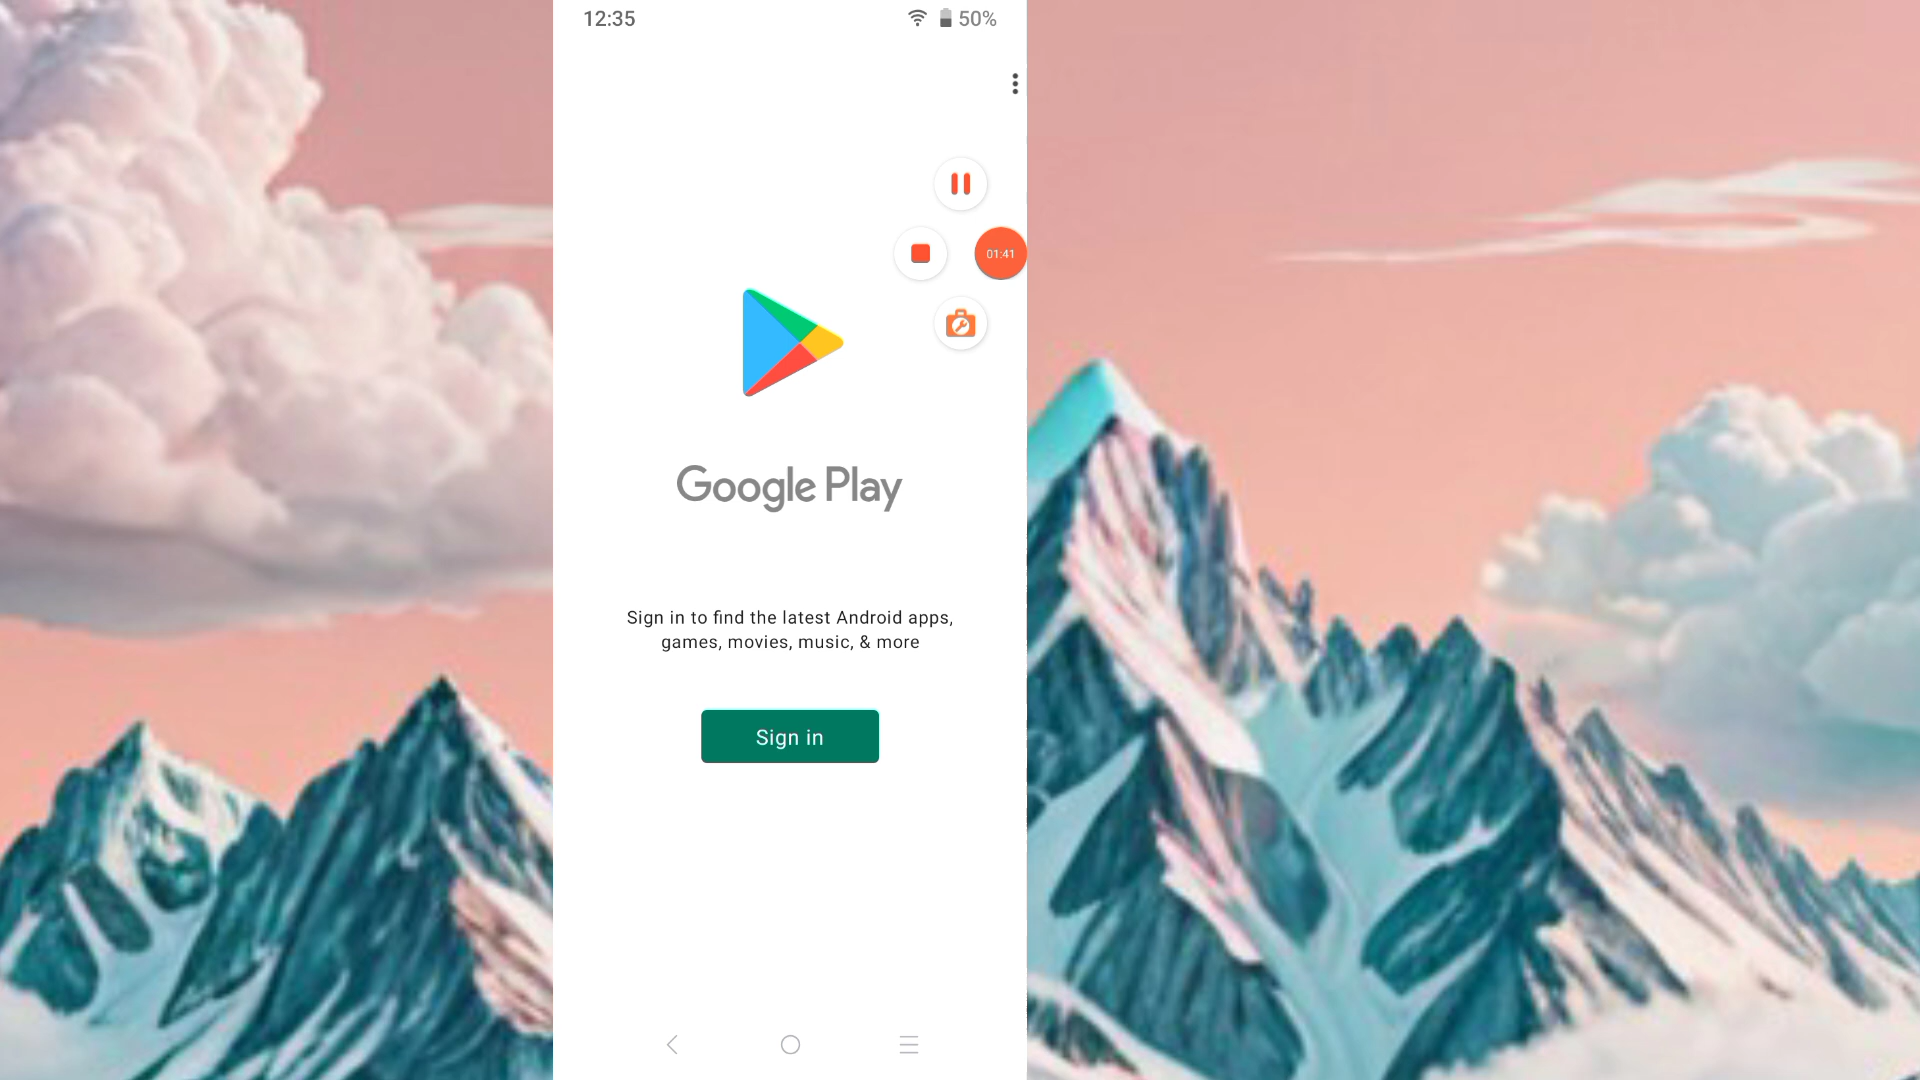 12:35
50%
01:41
Google Play
Sign in to find the latest Android apps,
games, movies, music, & more
Sign in